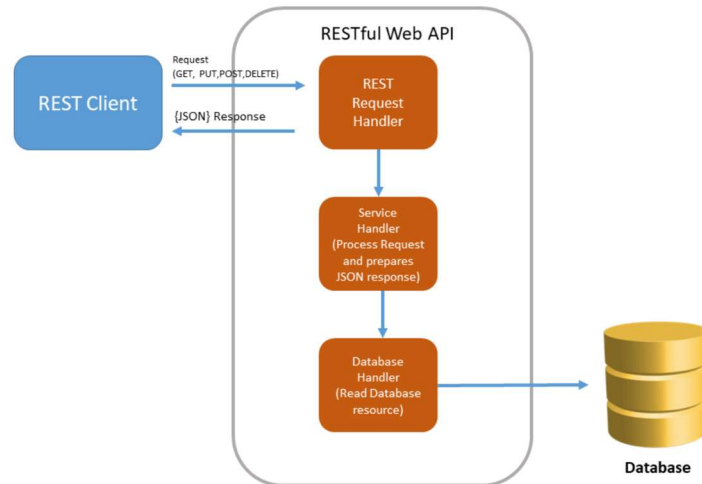 RESTful Web API
Request
(GET, PUT,POST,DELETE)
REST Client
{JSON} Response
REST
Request
Handler
Service
Handler
(Process Request
and prepares
JSON response)
Database
Handler
(Read Database
resource)
Database